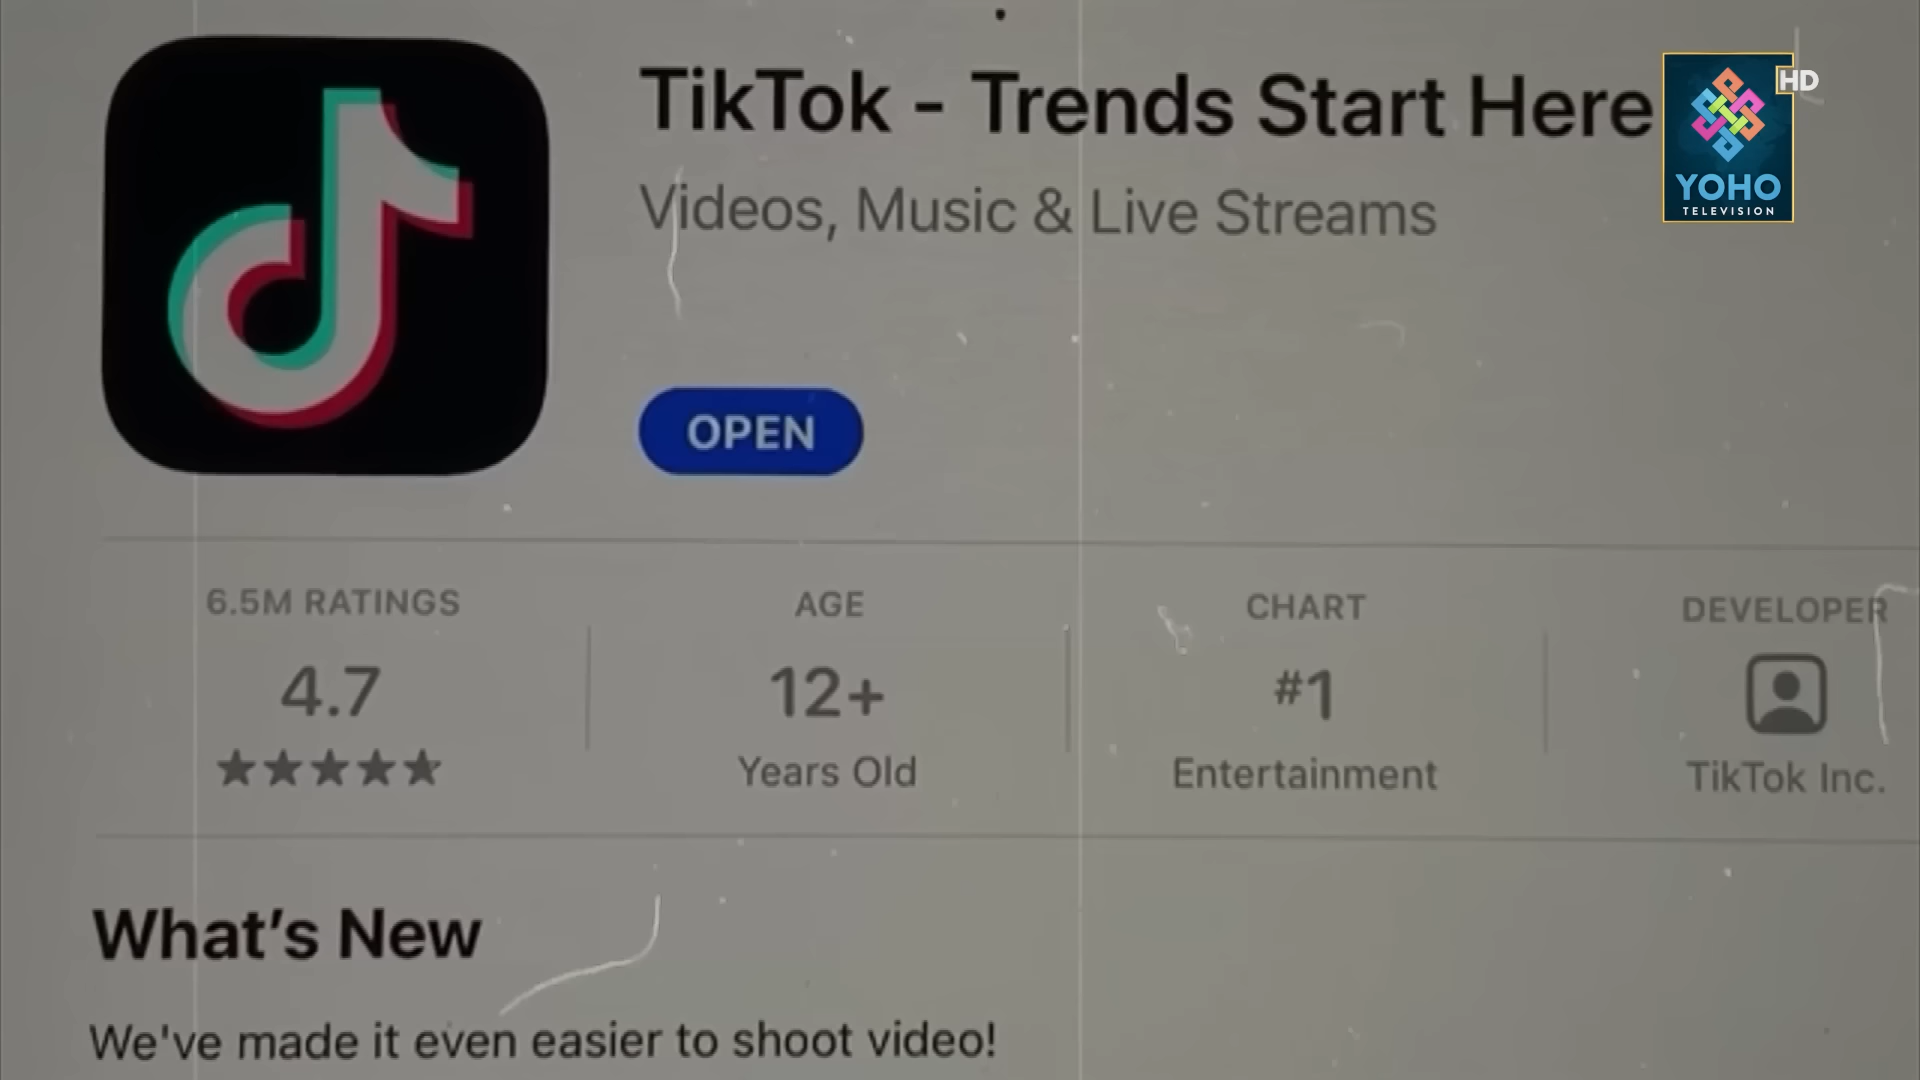 TikTok - Trends Start Here
Videos, Music & Live Streams
HD
YOHO
TELEVISION
OPEN
6.5M RATINGS
4.7
AGE
12+
Years Old
CHART
#1
Entertainment
DEVELOPER
TikTok Inc.
What's New
We've made it even easier to shoot video!